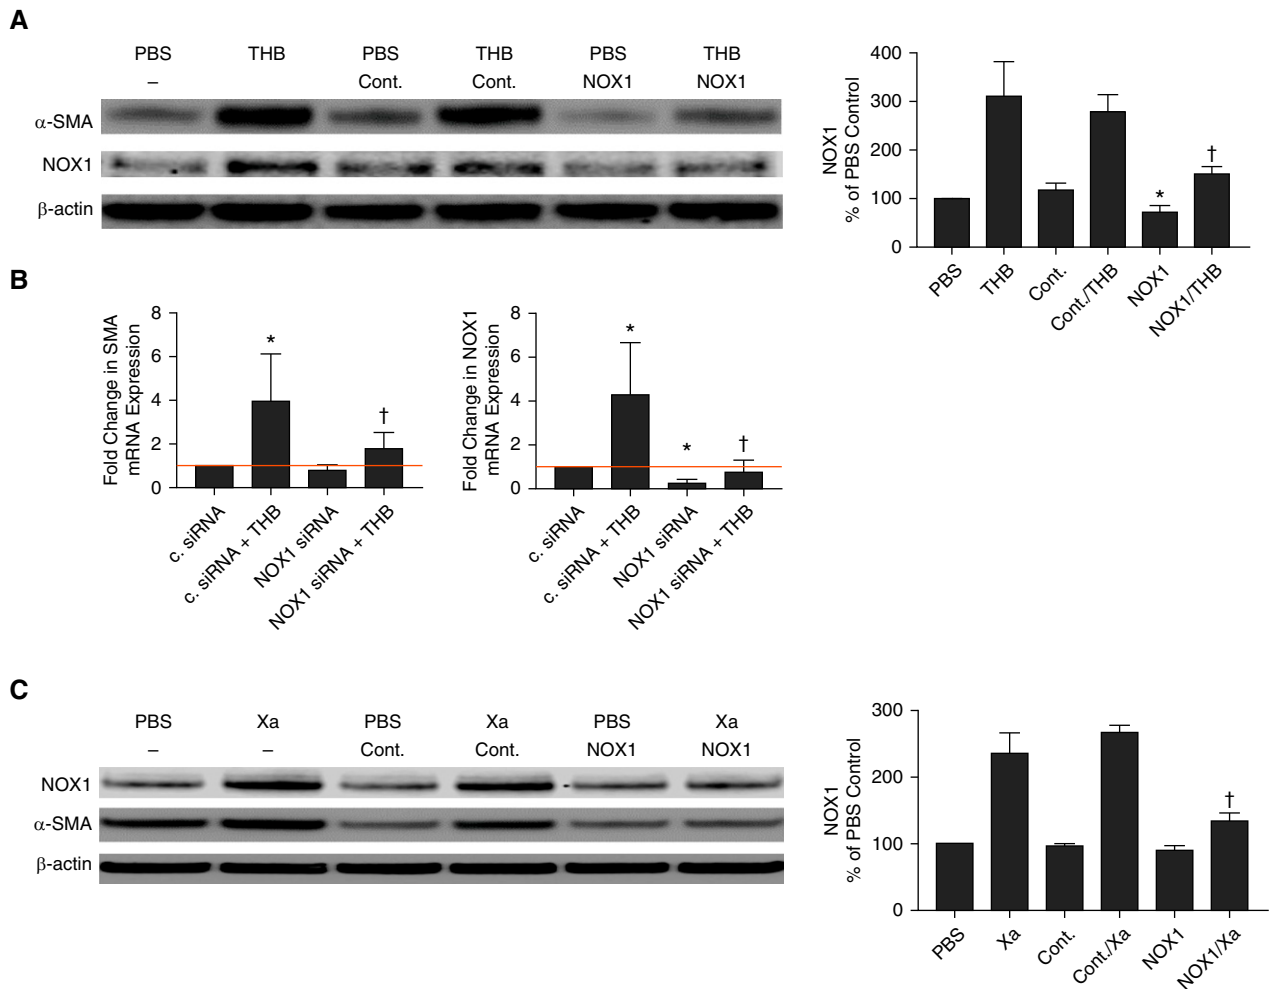 A
PBS THB PBS THB PBS THB
– Cont. Cont. NOX1 NOX1
α-SMA
NOX1
β-actin
NOX1
% of PBS Control
400
300
200
100
0
* †
PBS THB Cont. Cont./THB NOX1 NOX1/THB
B
Fold Change in SMA
mRNA Expression
8
6
4
2
0
* †
c. siRNA c. siRNA + THB NOX1 siRNA NOX1 siRNA + THB
Fold Change in NOX1
mRNA Expression
8
6
4
2
0
* * †
c. siRNA c. siRNA + THB NOX1 siRNA NOX1 siRNA + THB
C
PBS Xa PBS Xa PBS Xa
– – Cont. Cont. NOX1 NOX1
NOX1
α-SMA
β-actin
NOX1
% of PBS Control
300
200
100
0
†
PBS Xa Cont. Cont./Xa NOX1 NOX1/Xa